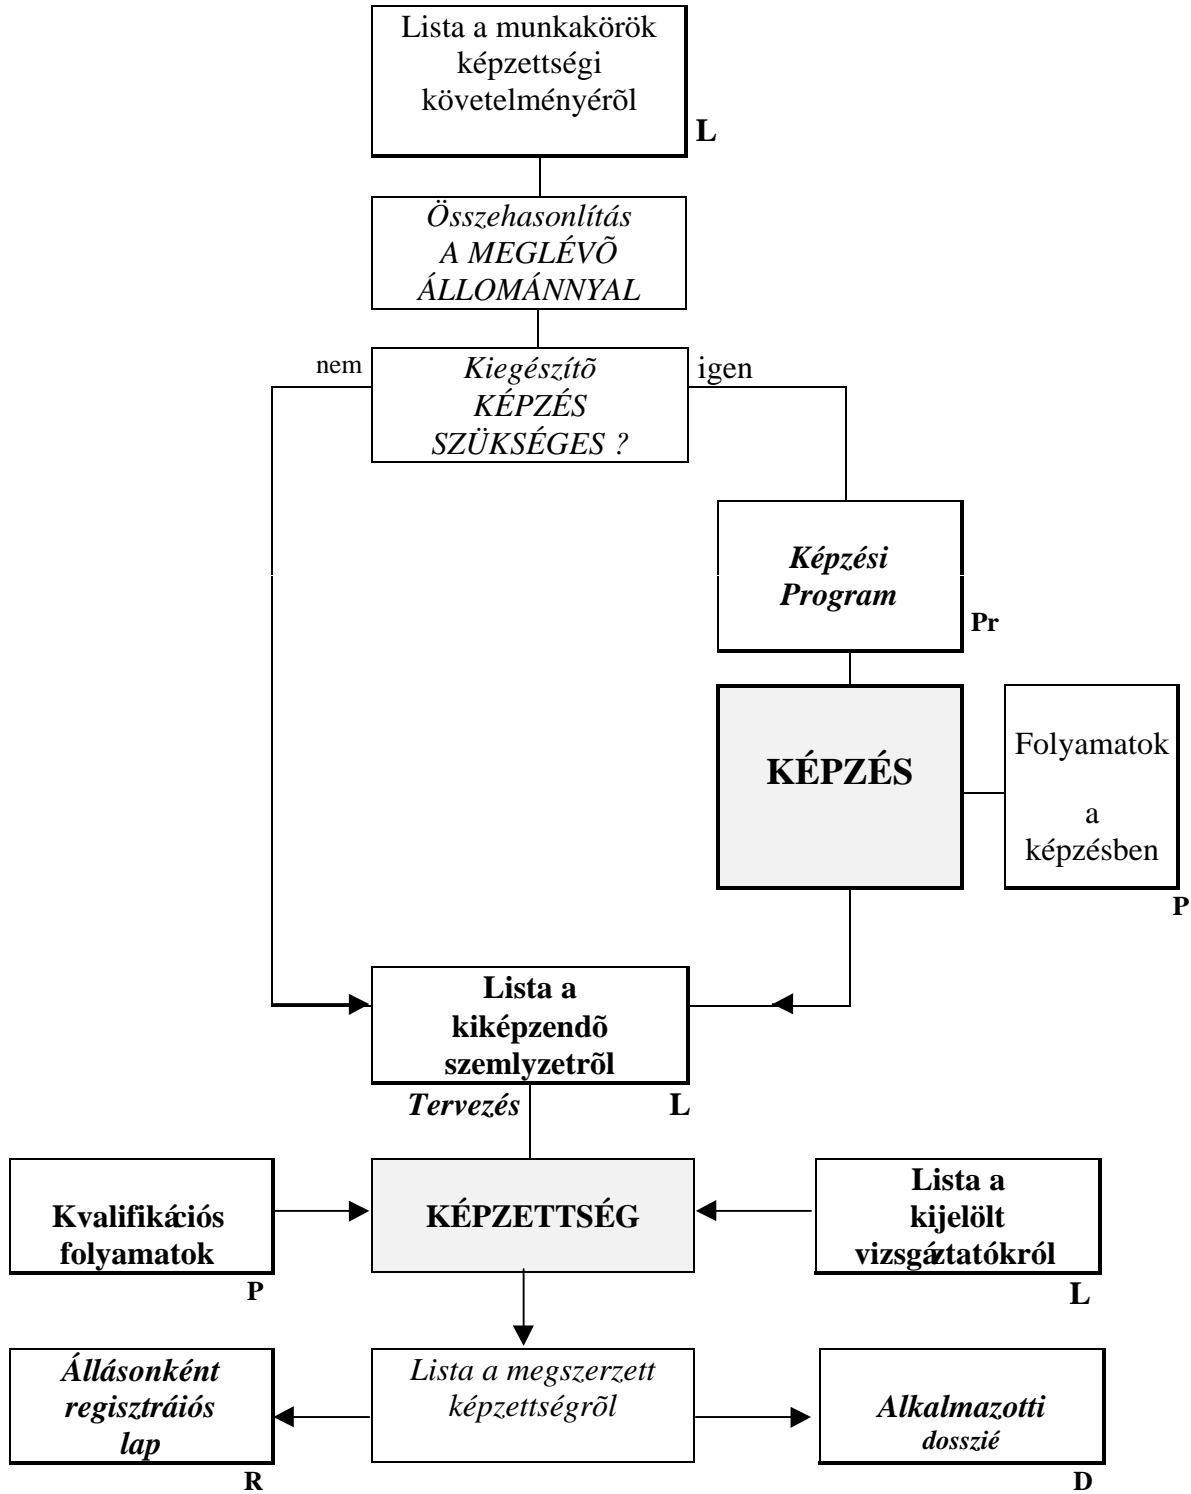 Lista a munkakörök
képzettségi
követelményérõl
L
Összehasonlítás
A MEGLÉVÕ
ÁLLOMÁNNYAL
nem
Kiegészítõ
KÉPZÉS
SZÜKSÉGES ?
igen
Képzési
Program
Pr
KÉPZÉS
Folyamatok
a
képzésben
P
Lista a
kiképzendõ
szemlyzetrõl
Tervezés
L
Kvalifikációs
folyamatok
P
KÉPZETTSÉG
Lista a
kijelölt
vizsgáztatókról
L
Állásonként
regisztráiós
lap
R
Lista a megszerzett
képzettségrõl
Alkalmazotti
dosszié
D